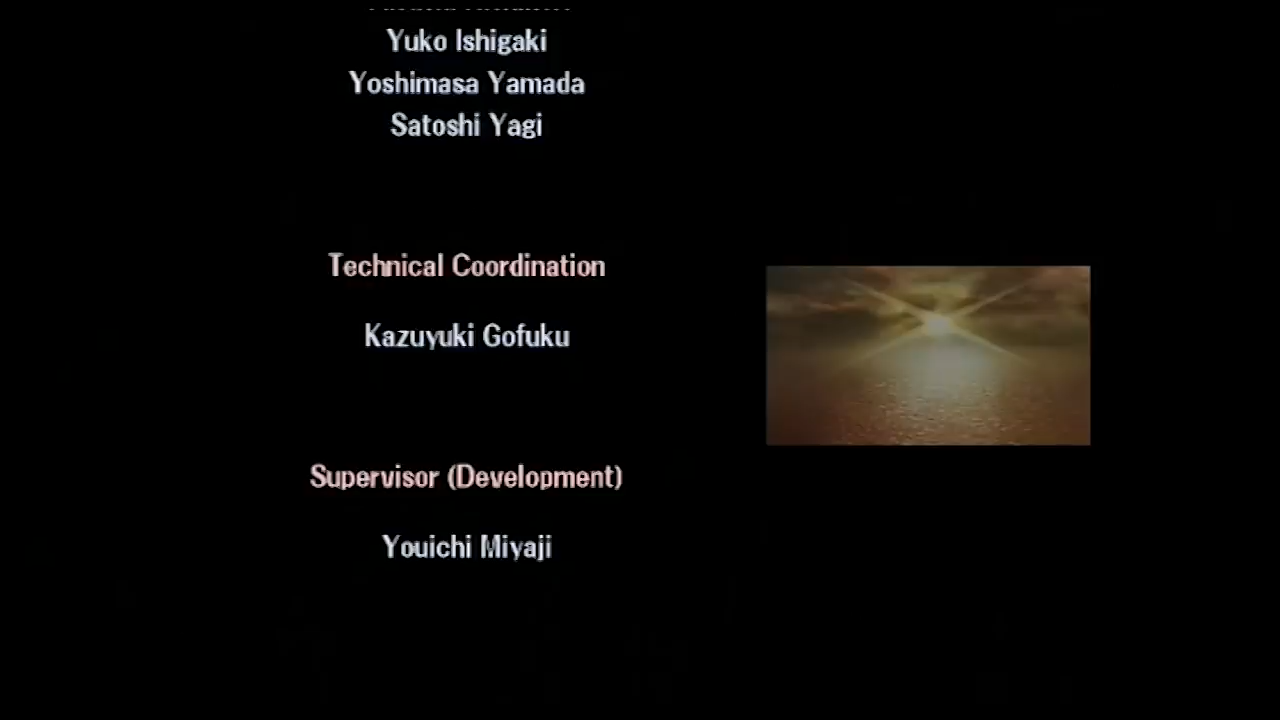 Yuko Ishigaki
Yoshimasa Yamada
Satoshi Yagi
Technical Coordination
Kazuyuki Gofuku
Supervisor (Development)
Youichi Miyaji